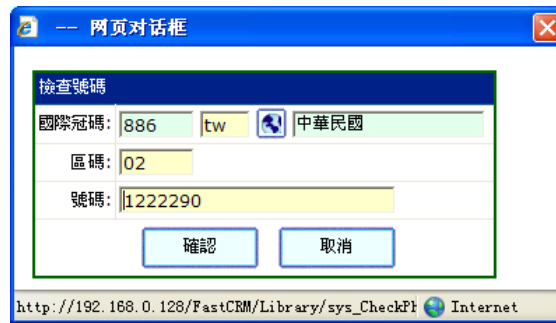 -- 网页对话框
檢查號碼
國際冠碼: 886 tw 中華民國
區碼: 02
號碼: 1222290
確認 取消
http://192.168.0.128/FastCRM/Library/sys_CheckPh Internet